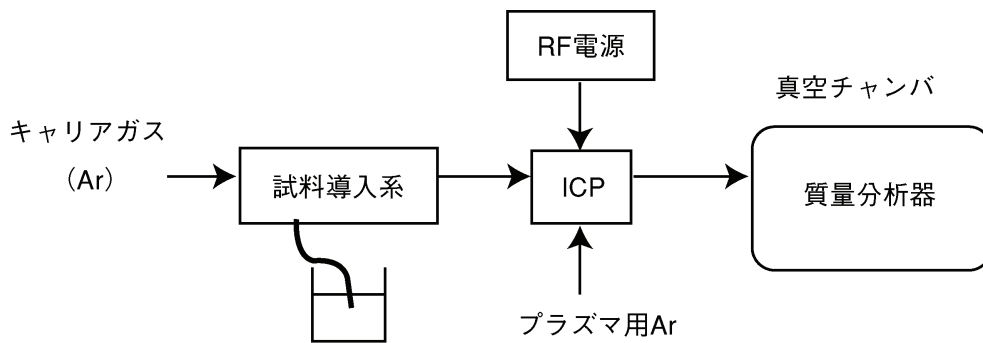 RF電源
真空チャンバ
キャリアガス
（Ar）
試料導入系
ICP
質量分析器
プラズマ用Ar